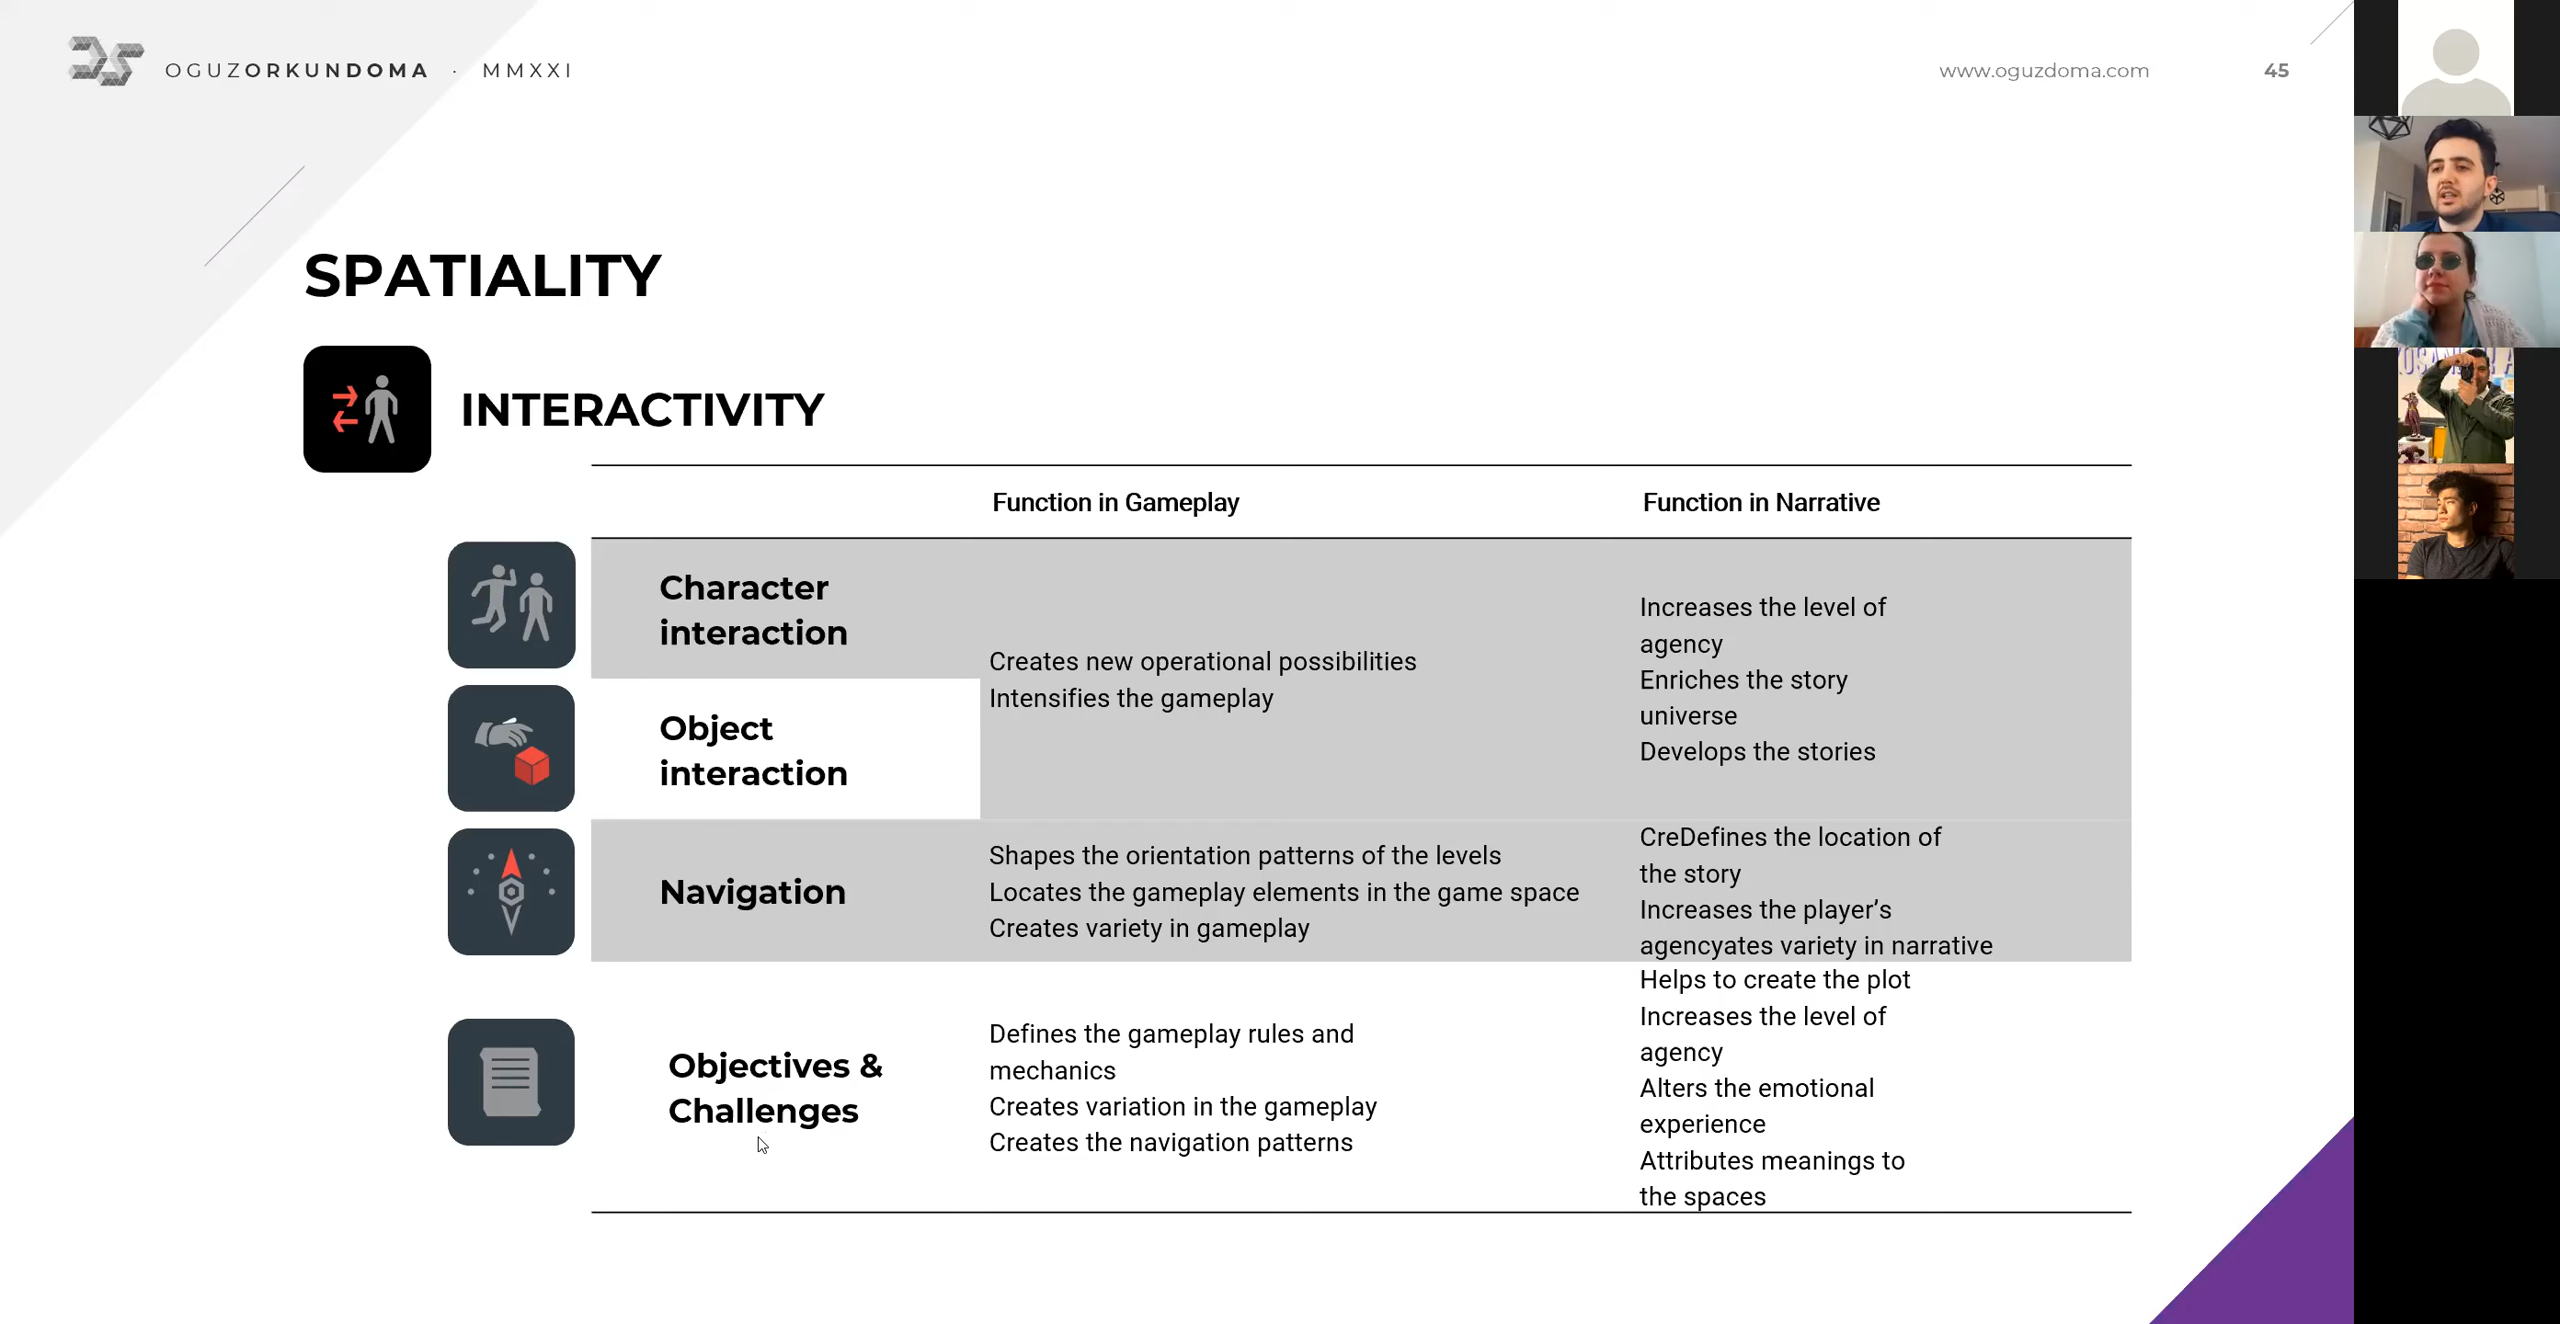 OGUZORKUNDOMA · MMXXI
www.oguzdoma.com
45
SPATIALITY
INTERACTIVITY
Function in Gameplay
Function in Narrative
Character
interaction
Object
interaction
Creates new operational possibilities
Intensifies the gameplay
Increases the level of
agency
Enriches the story
universe
Develops the stories
Navigation
Shapes the orientation patterns of the levels
Locates the gameplay elements in the game space
Creates variety in gameplay
CreDefines the location of
the story
Increases the player’s
agencyates variety in narrative
Objectives &
Challenges
Defines the gameplay rules and
mechanics
Creates variation in the gameplay
Creates the navigation patterns
Helps to create the plot
Increases the level of
agency
Alters the emotional
experience
Attributes meanings to
the spaces